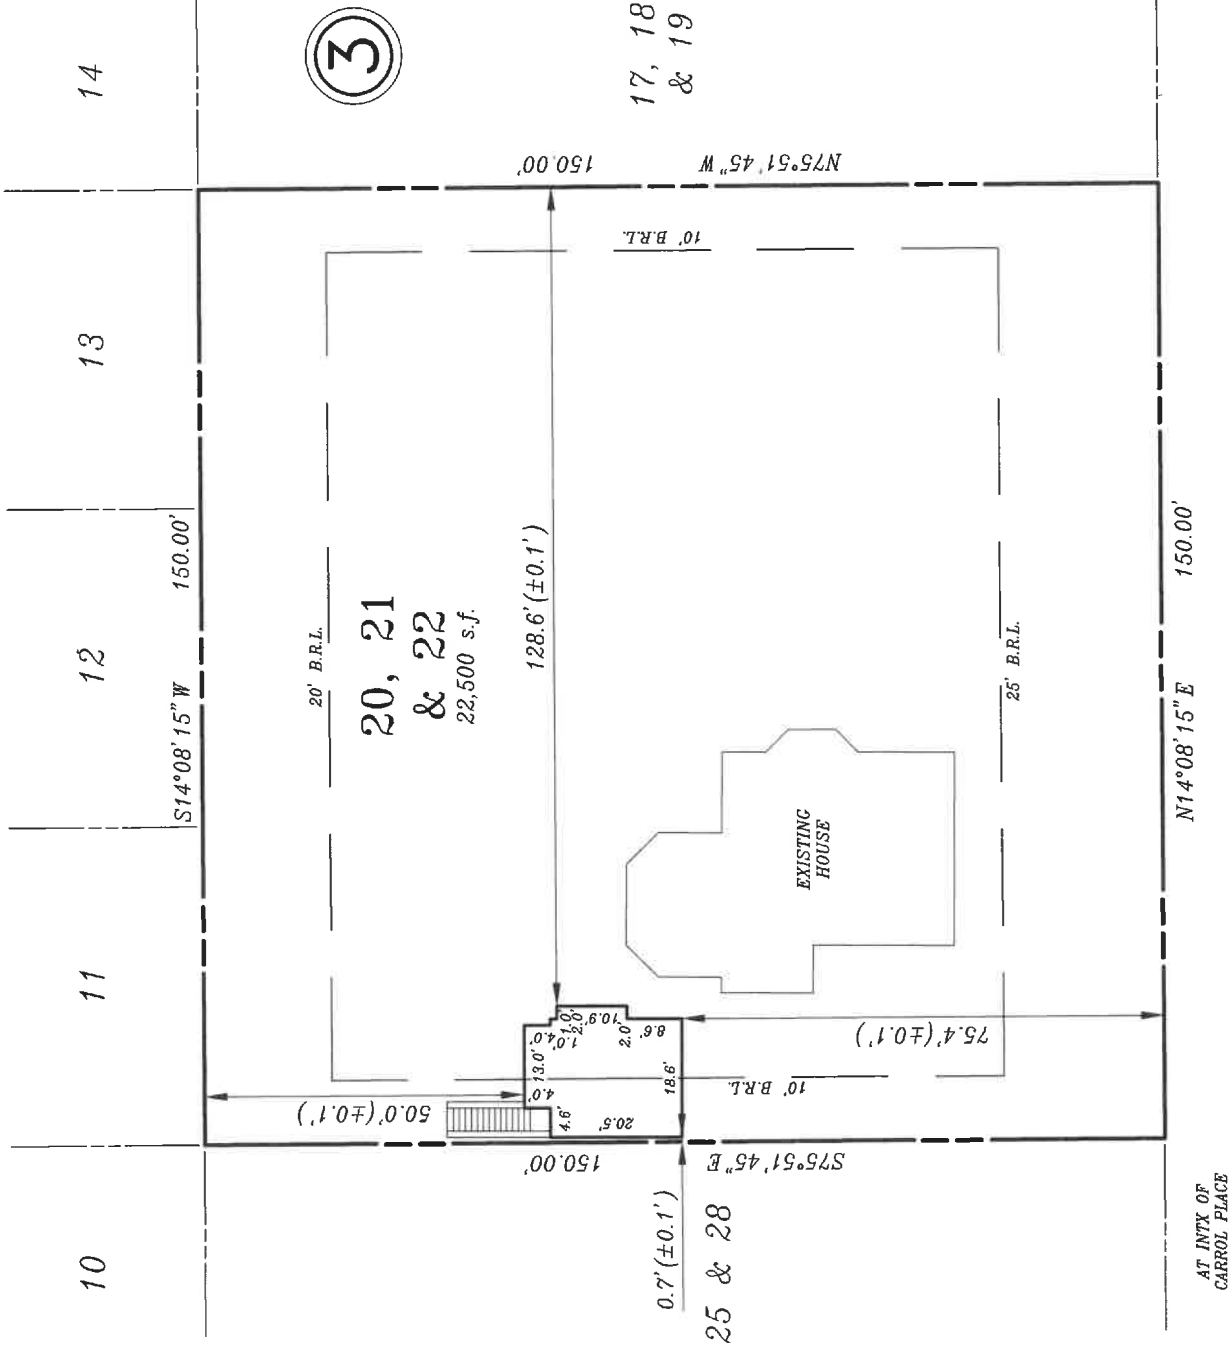 14
13
12
11
10
3
17, 18
& 19
150.00'
N75°51'45"W
10' B.R.L.
S14°08'15"W
150.00'
20' B.R.L.
20, 21
& 22
22,500 s.f.
128.6'(±0.1')
EXISTING
HOUSE
25' B.R.L.
N14°08'15"E
150.00'
50.0'(±0.1')
75.4'(±0.1')
13.0'
4.0'
4.6'
20.5'
18.6'
8.6'
2.0'
10.9'
2.0'
1.0'
1.0'
4.0'
10' B.R.L.
150.00'
S75°51'45"E
0.7'(±0.1')
25 & 28
AT INTX OF
CARROL PLACE